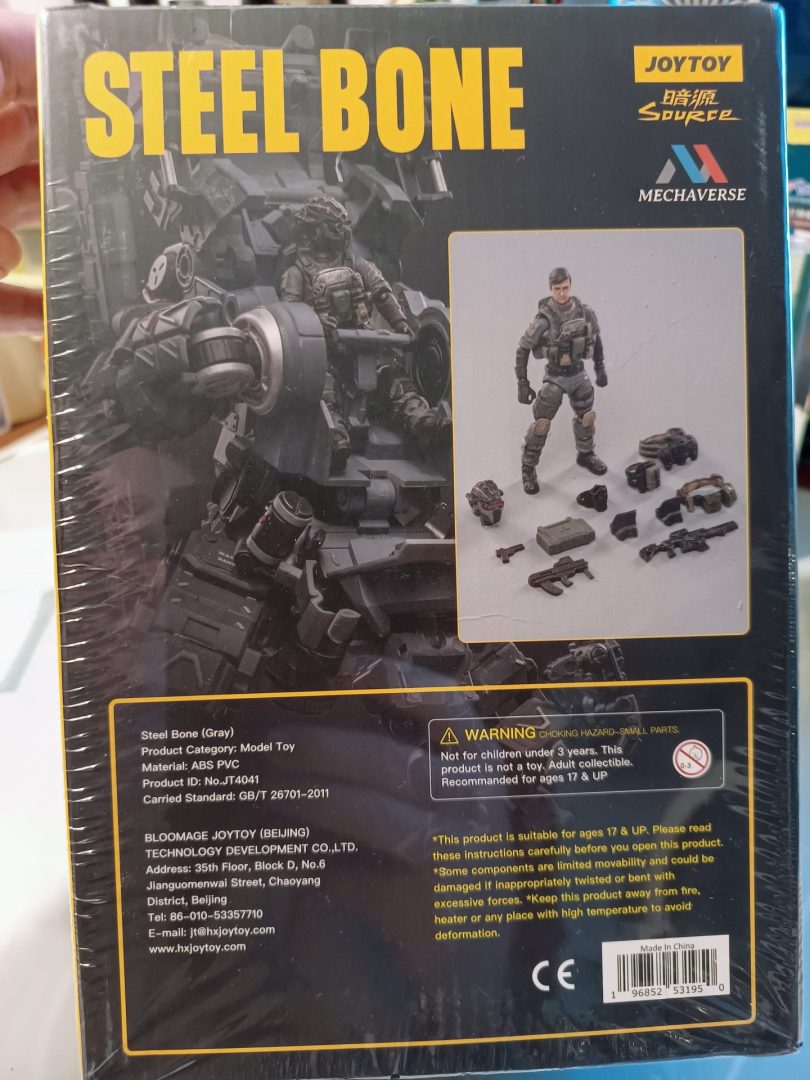 STEEL BONE
JOYTOY
暗源
Source
MECHAVERSE
Steel Bone (Gray)
Product Category: Model Toy
Material: ABS PVC
Product ID: No.JT4041
Carried Standard: GB/T 26701-2011
BLOOMAGE JOYTOY (BEIJING)
TECHNOLOGY DEVELOPMENT CO.,LTD.
Address: 35th Floor, Block D, No.6
Jianguomenwai Street, Chaoyang
District, Beijing
Tel: 86-010-53357710
E-mail: jt@hxjoytoy.com
www.hxjoytoy.com
WARNING CHOKING HAZARD-SMALL PARTS.
Not for children under 3 years. This
product is not a toy. Adult collectible.
Recommanded for ages 17 & UP
0-3
*This product is suitable for ages 17 & UP. Please read
these instructions carefully before you open this product.
*Some components are limited movability and could be
damaged if inappropriately twisted or bent with
excessive forces. *Keep this product away from fire,
heater or any place with high temperature to avoid
deformation.
CE
Made In China
1 96852 53195 0